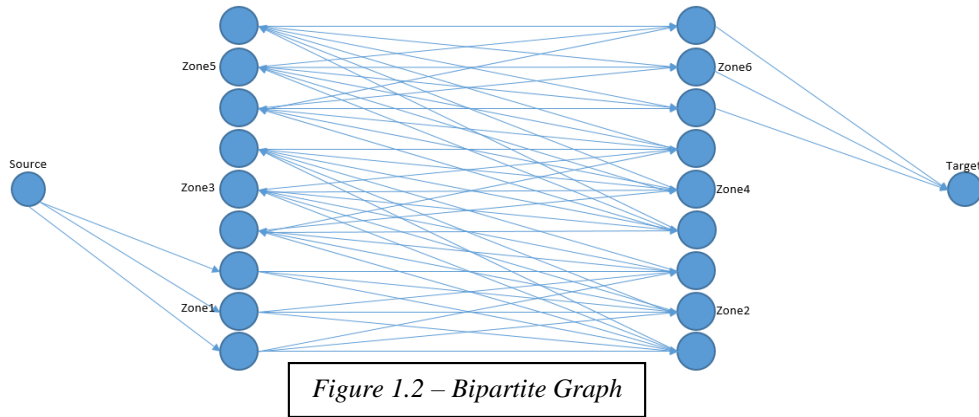 Zone5
Zone6
Source
Zone3
Zone4
Target
Zone1
Zone2
Figure 1.2 – Bipartite Graph